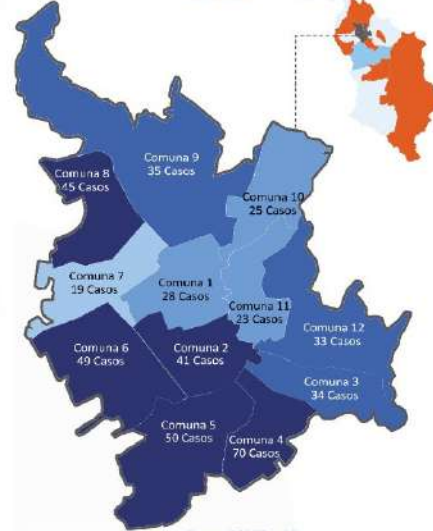 Comuna 9
35 Casos
Comuna 8
45 Casos
Comuna 10
25 Casos
Comuna 7
19 Casos
Comuna 1
28 Casos
Comuna 11
23 Casos
Comuna 12
33 Casos
Comuna 6
49 Casos
Comuna 2
41 Casos
Comuna 3
34 Casos
Comuna 5
50 Casos
Comuna 4
70 Casos